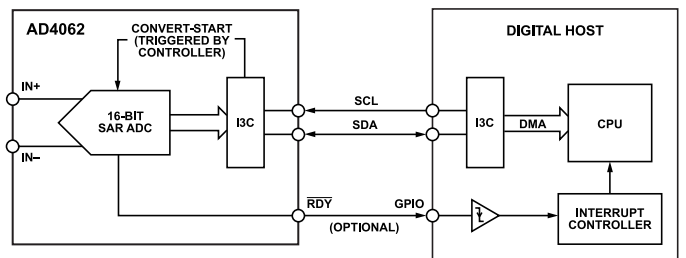 AD4062
CONVERT-START
(TRIGGERED BY
CONTROLLER)
IN+
IN–
16-BIT
SAR ADC
I3C
SCL
SDA
RDY
(OPTIONAL)
GPIO
DIGITAL HOST
I3C
DMA
CPU
INTERRUPT
CONTROLLER